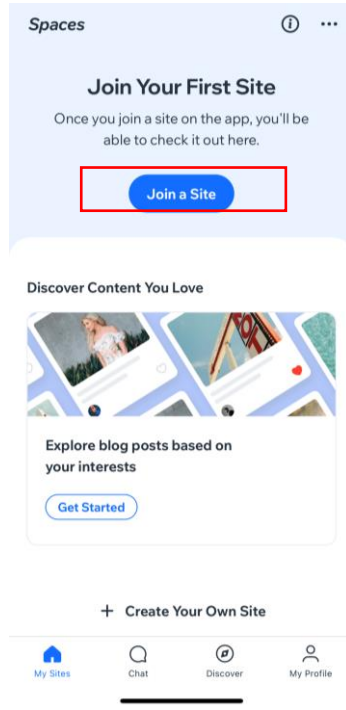 Spaces
Join Your First Site
Once you join a site on the app, you'll be
able to check it out here.
Join a Site
Discover Content You Love
Explore blog posts based on
your interests
Get Started
+ Create Your Own Site
My Sites
Chat
Discover
My Profile